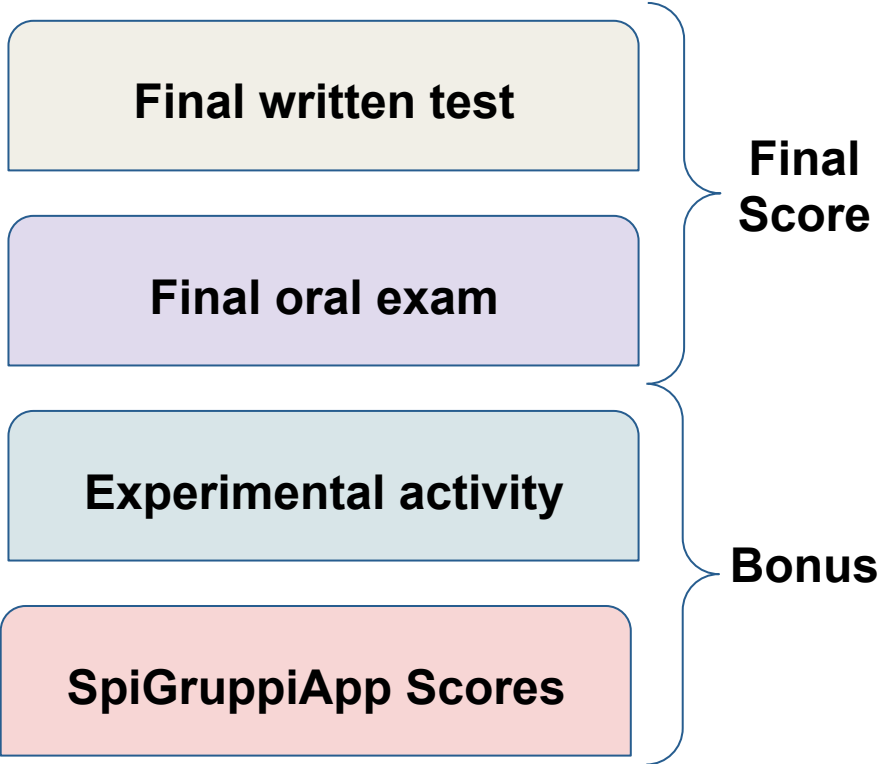 Final written test
Final
Score
Final oral exam
Experimental activity
Bonus
SpiGruppiApp Scores